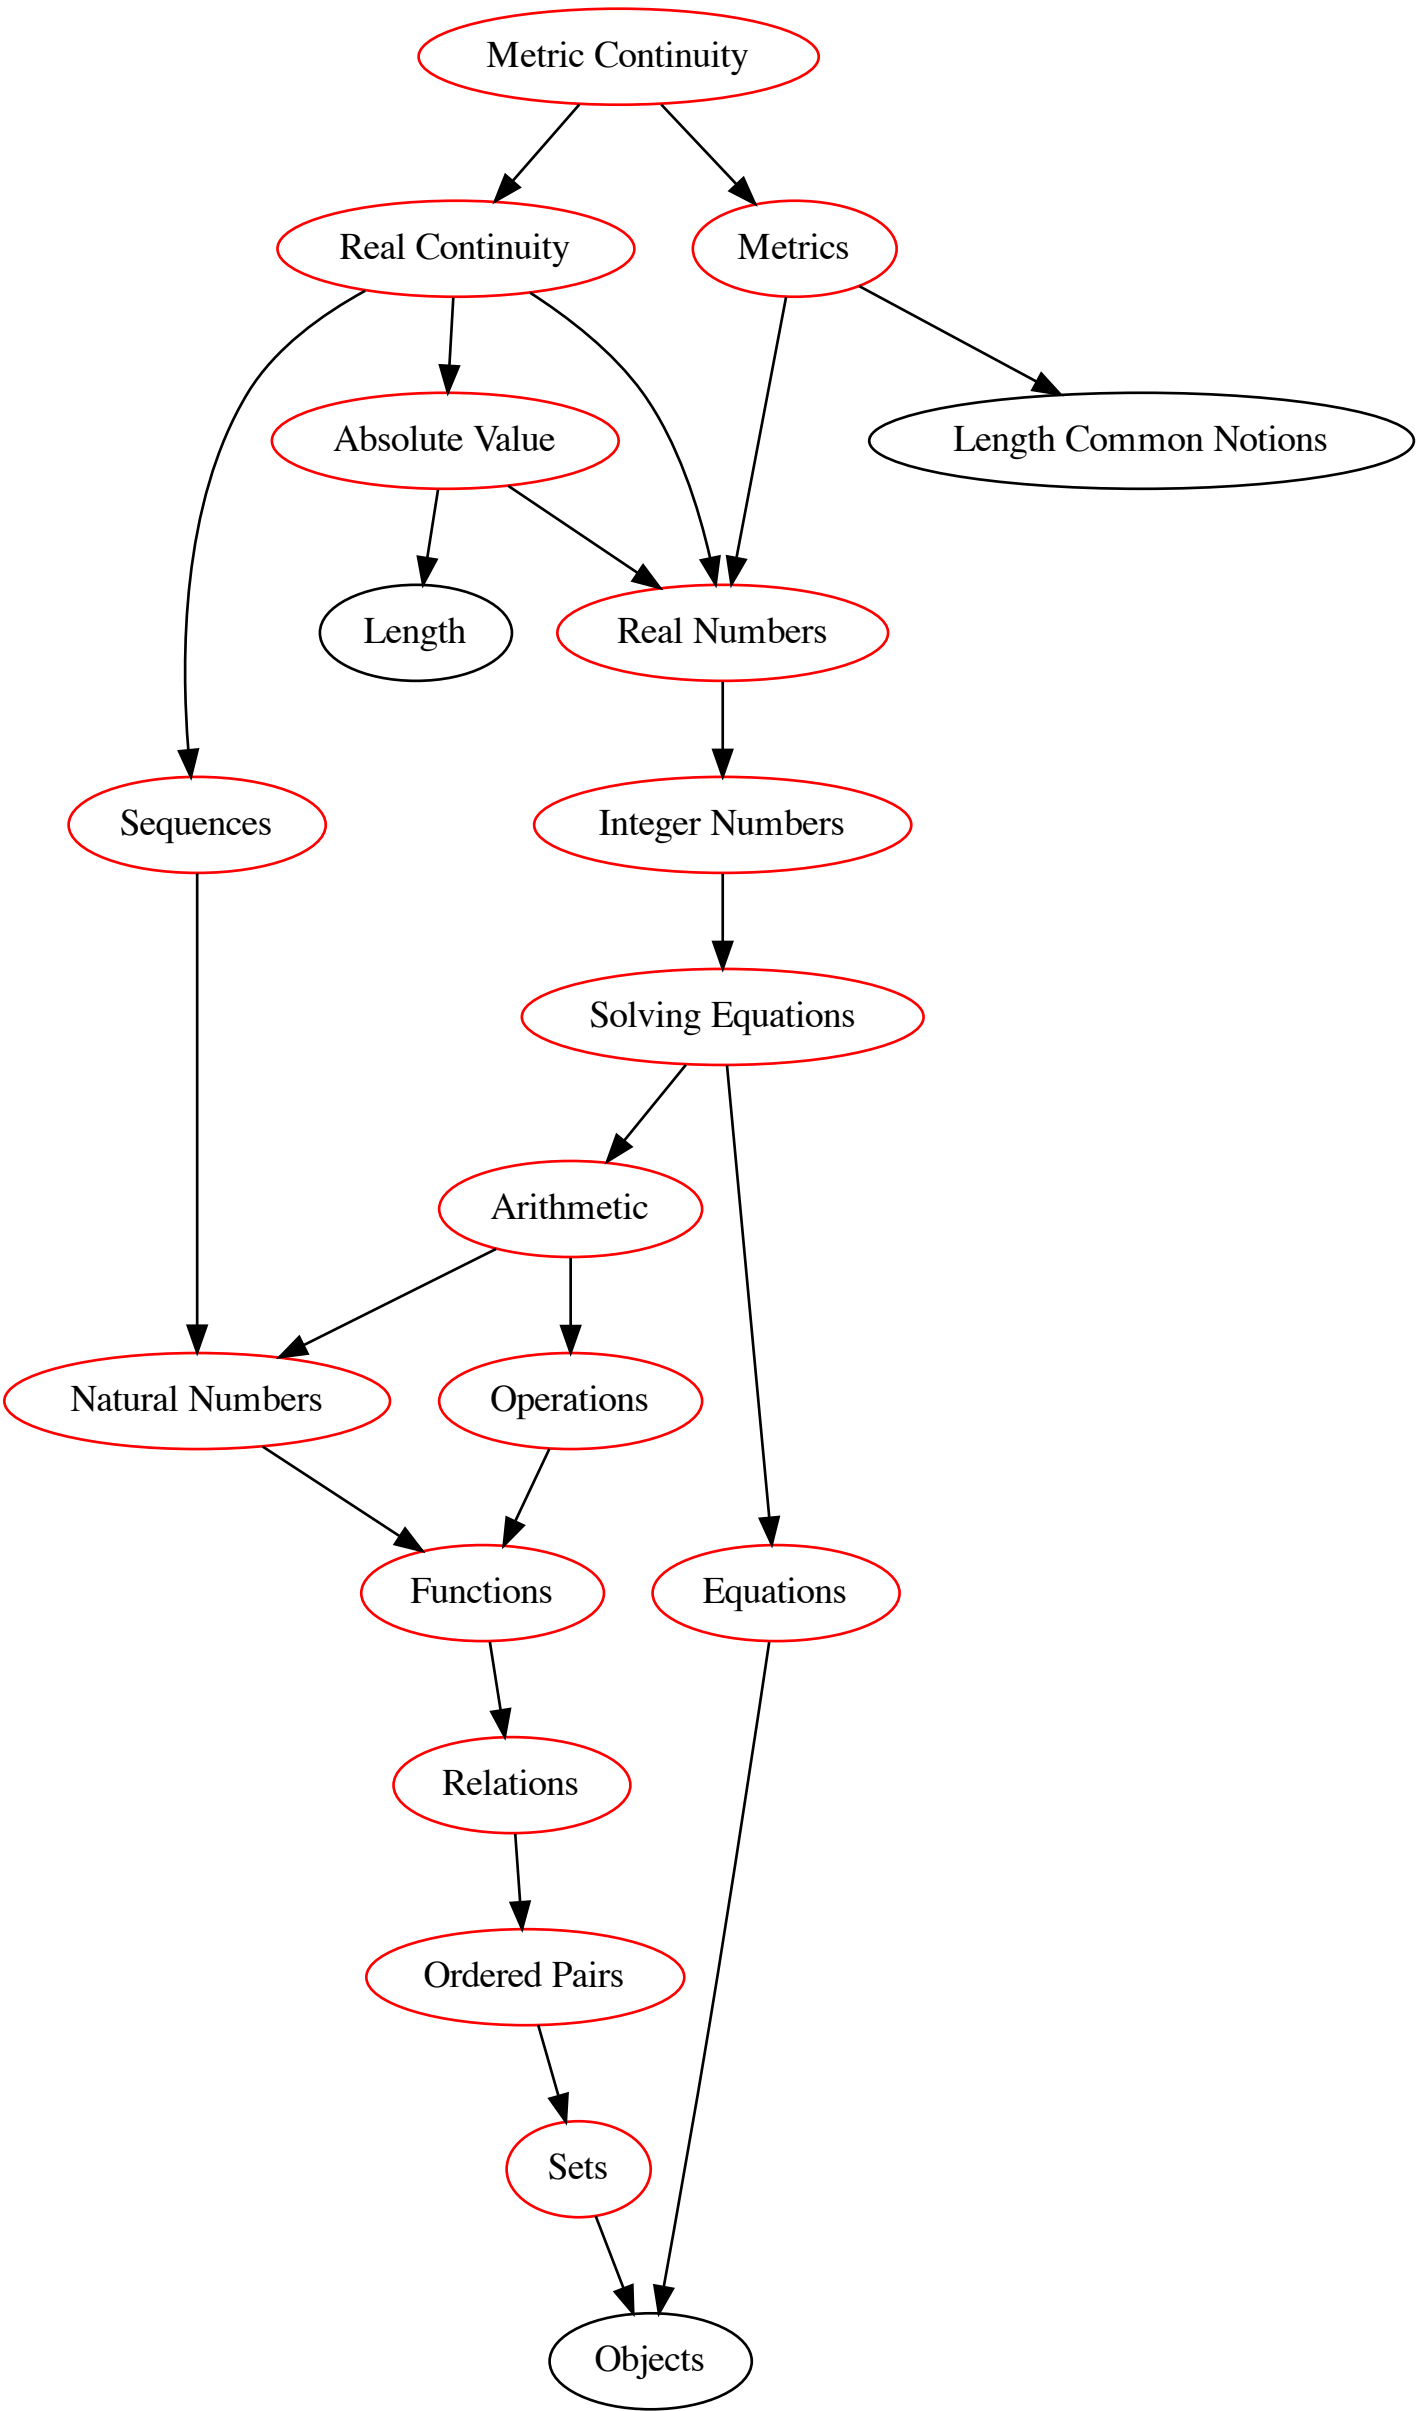 Metric Continuity
Real Continuity
Metrics
Absolute Value
Length Common Notions
Length
Real Numbers
Sequences
Integer Numbers
Solving Equations
Arithmetic
Natural Numbers
Operations
Functions
Equations
Relations
Ordered Pairs
Sets
Objects